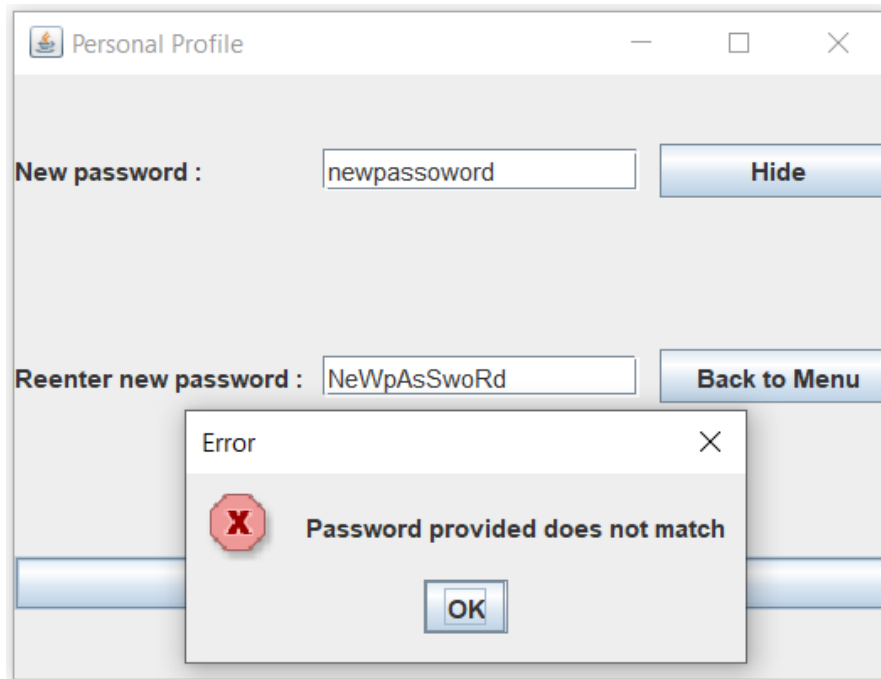 Personal Profile
New password :
newpassoword
Hide
Reenter new password :
NeWpAsSwoRd
Back to Menu
Error
Password provided does not match
OK